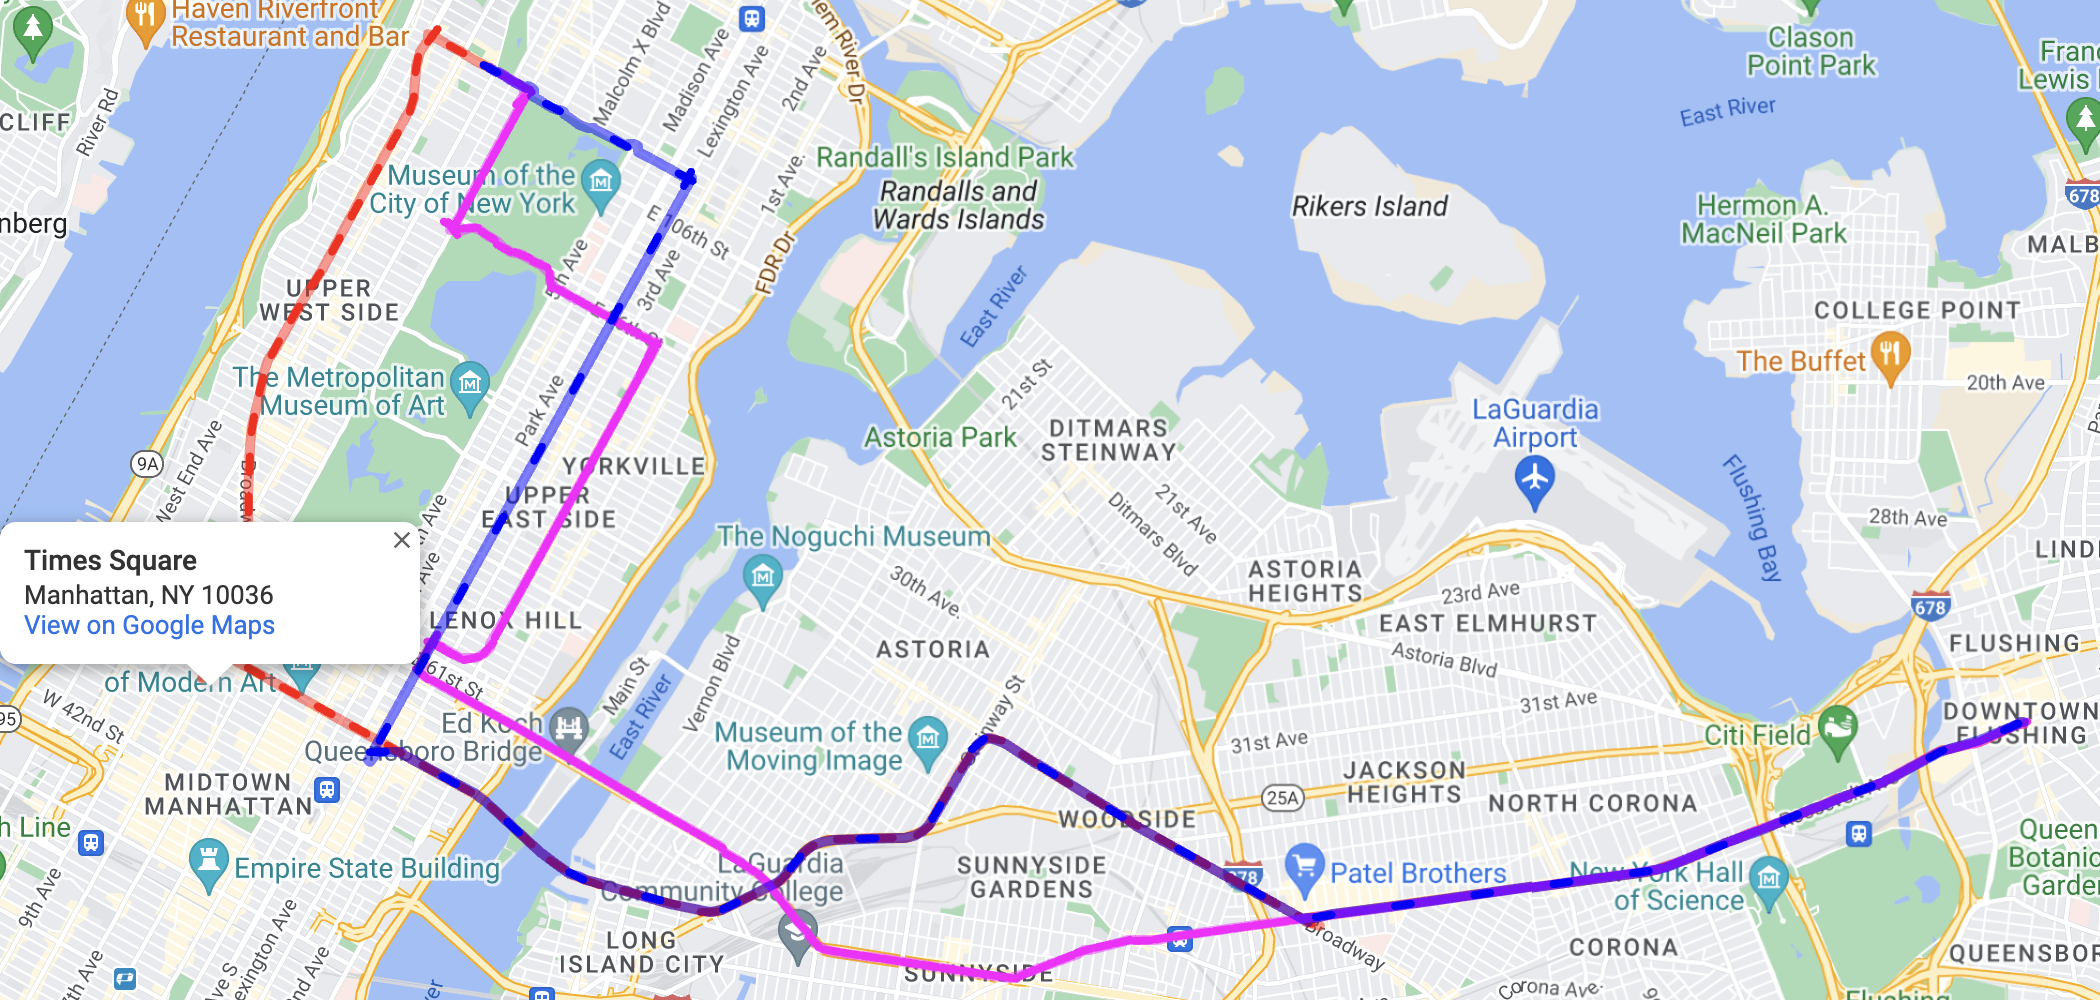 Haven Riverfront
Restaurant and Bar
CLIFF
River Rd
nberg
Malcolm X Blvd
Madison Ave
Lexington Ave
2nd Ave
1st Ave.
Museum of the
City of New York
E 106th St
3rd Ave
5th Ave
FDR Dr
Randall's Island Park
Randalls and
Wards Islands
East River
Rikers Island
Clason
Point Park
East River
Lewis
678
Hermon A.
MacNeil Park
MALB
COLLEGE POINT
The Buffet
20th Ave
28th Ave
LIND
UPPER
WEST SIDE
The Metropolitan
Museum of Art
9A
West End Ave
Park Ave
YORKVILLE
UPPER
EAST SIDE
21st St
DITMARS
STEINWAY
Astoria Park
21st Ave
Ditmars Blvd
LaGuardia
Airport
Flushing Bay
The Noguchi Museum
30th Ave.
ASTORIA
HEIGHTS
23rd Ave
EAST ELMHURST
678
FLUSHING
Times Square
Manhattan, NY 10036
View on Google Maps
LENOX HILL
ASTORIA
Vernon Blvd
Main St
East River
Astoria Blvd
31st Ave
31st Ave
of Modern Art
W 42nd St
95
E 61st St
Ed Koch
Queensboro Bridge
Museum of the
Moving Image
Citi Field
DOWNTOWN
FLUSHING
MIDTOWN
MANHATTAN
JACKSON
HEIGHTS
25A
NORTH CORONA
WOODSIDE
h Line
Empire State Building
LaGuardia
Community College
SUNNYSIDE
GARDENS
278
Patel Brothers
New York Hall
of Science
Queen
Botanic
Garden
9th Ave
7th Ave
Lexington Ave
2nd Ave
LONG
ISLAND CITY
SUNNYSIDE
Broadway
CORONA
QUEENSBOR
Corona Ave.
Flushing